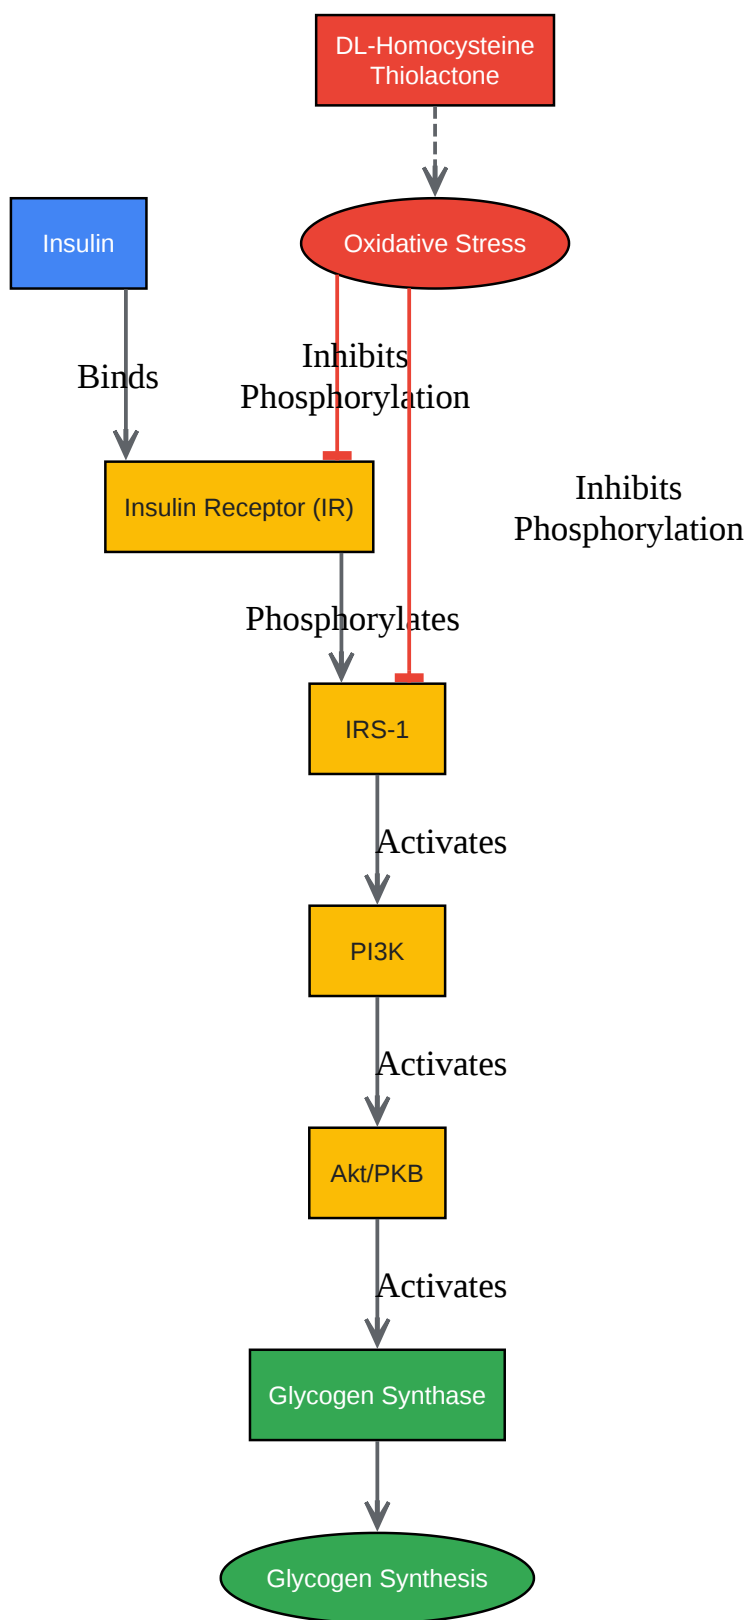 DL-Homocysteine
Thiolactone
Insulin
Oxidative Stress
Binds
Inhibits
Phosphorylation
Inhibits
Phosphorylation
Insulin Receptor (IR)
Phosphorylates
IRS-1
Activates
PI3K
Activates
Akt/PKB
Activates
Glycogen Synthase
Glycogen Synthesis